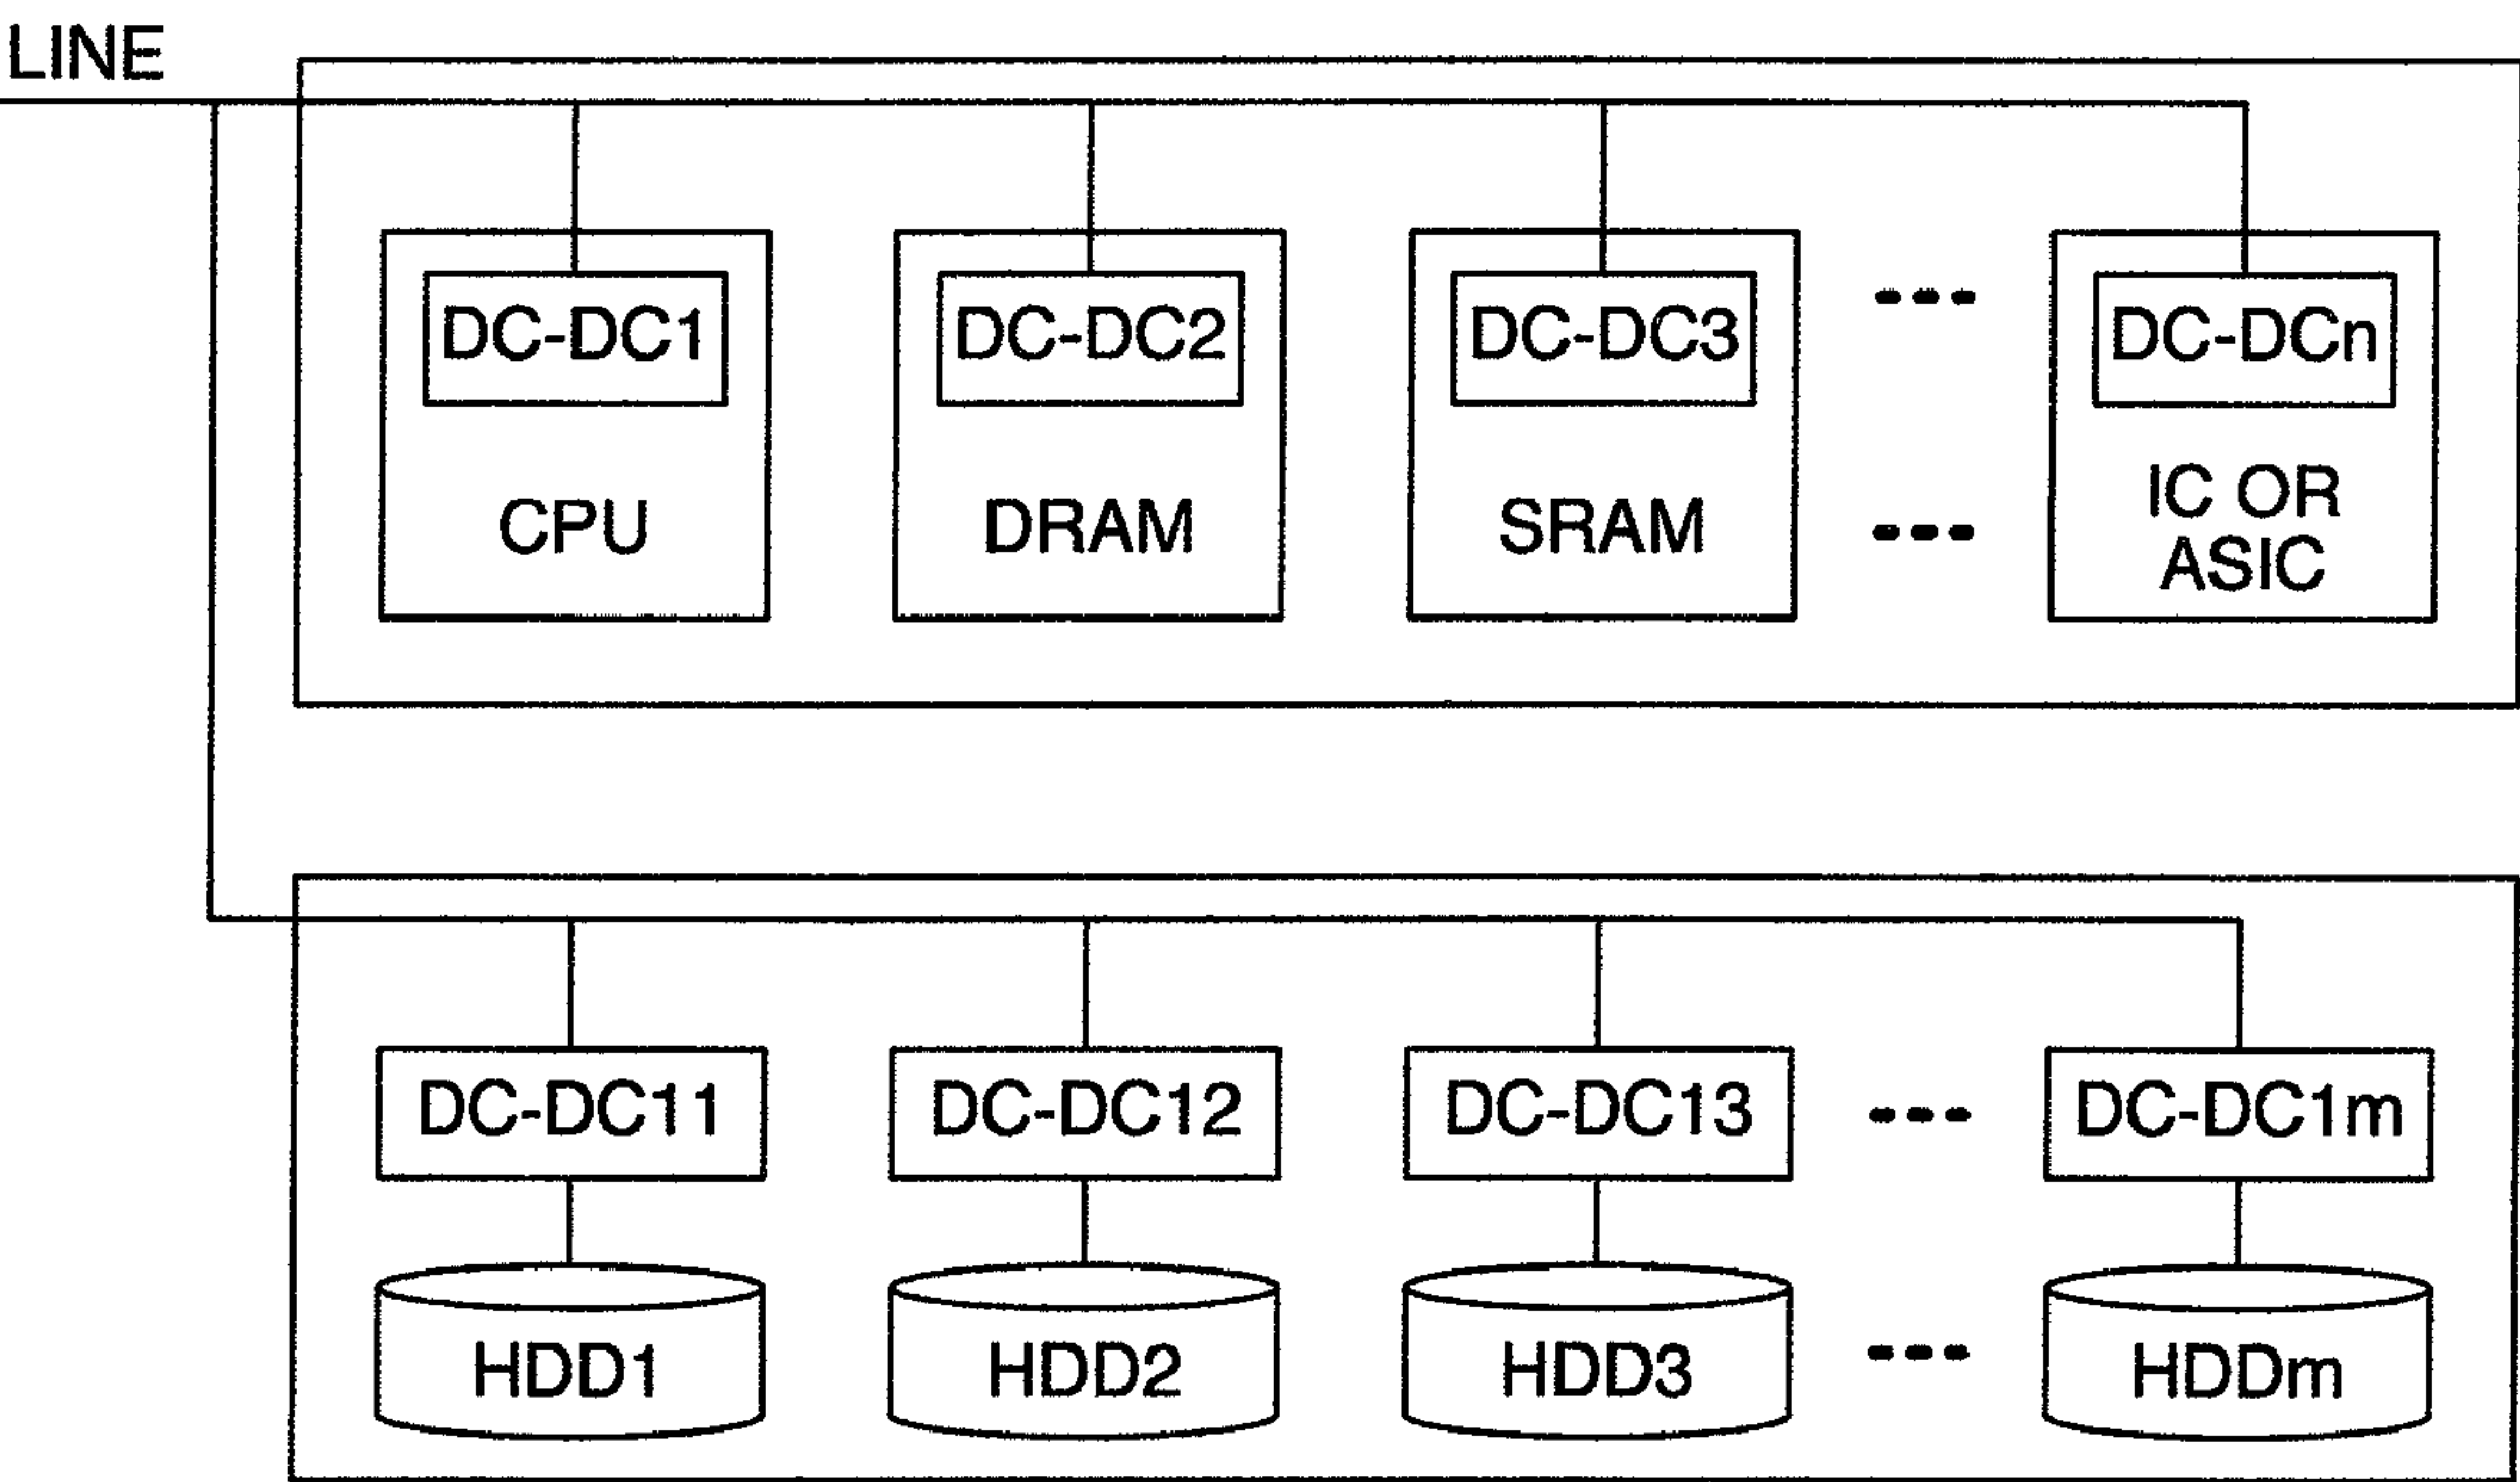 LINE
DC-DC1 DC-DC2 DC-DC3 --- DC-DCn
CPU DRAM SRAM --- IC OR
ASIC
DC-DC11 DC-DC12 DC-DC13 --- DC-DC1m
HDD1 HDD2 HDD3 --- HDDm